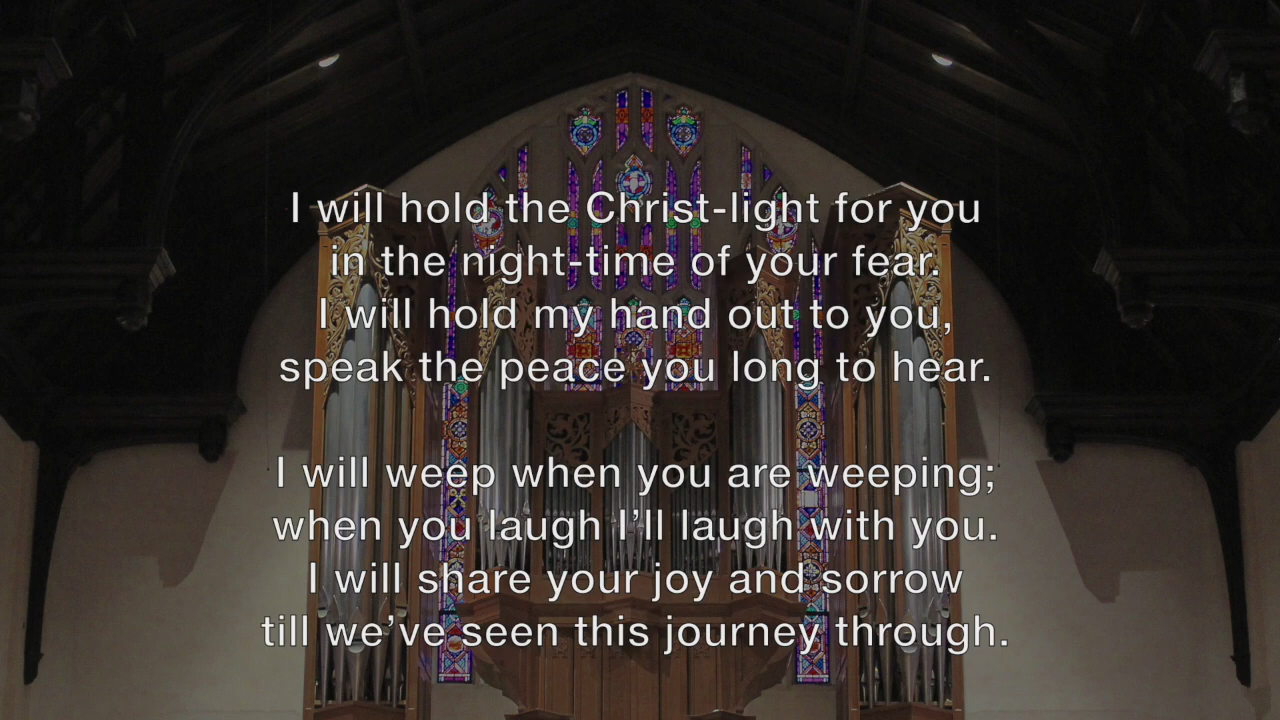 I will hold the Christ-light for you
in the night-time of your fear.
I will hold my hand out to you,
speak the peace you long to hear.
I will weep when you are weeping;
when you laugh I’ll laugh with you.
I will share your joy and sorrow
till we’ve seen this journey through.